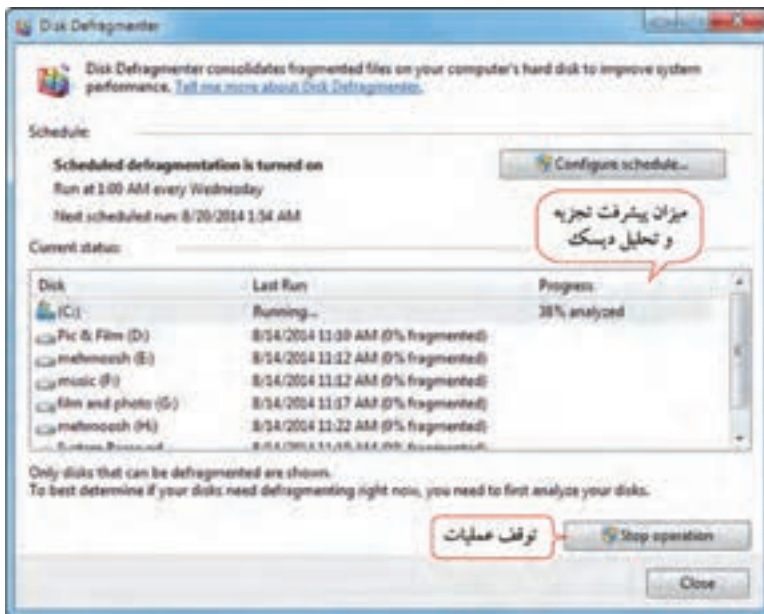 Disk Defragmenter
Disk Defragmenter consolidates fragmented files on your computer's hard disk to improve system
performance. Tell me more about Disk Defragmenter.
Schedule:
Scheduled defragmentation is turned on
Configure schedule...
Run at 1:00 AM every Wednesday
Next scheduled run: 8/20/2014 1:54 AM
میزان پیشرفت تجزیه
و تحلیل دیسک
Current status:
Disk Last Run Progress
(C:) Running... 38% analyzed
Pic & Film (D:) 8/14/2014 11:10 AM (0% fragmented)
mehrnoosh (E:) 8/14/2014 11:12 AM (0% fragmented)
music (F:) 8/14/2014 11:12 AM (0% fragmented)
film and photo (G:) 8/14/2014 11:17 AM (0% fragmented)
mehrnoosh (H:) 8/14/2014 11:22 AM (0% fragmented)
System Reserved
Only disks that can be defragmented are shown.
To best determine if your disks need defragmenting right now, you need to first analyze your disks.
توقف عملیات
Stop operation
Close